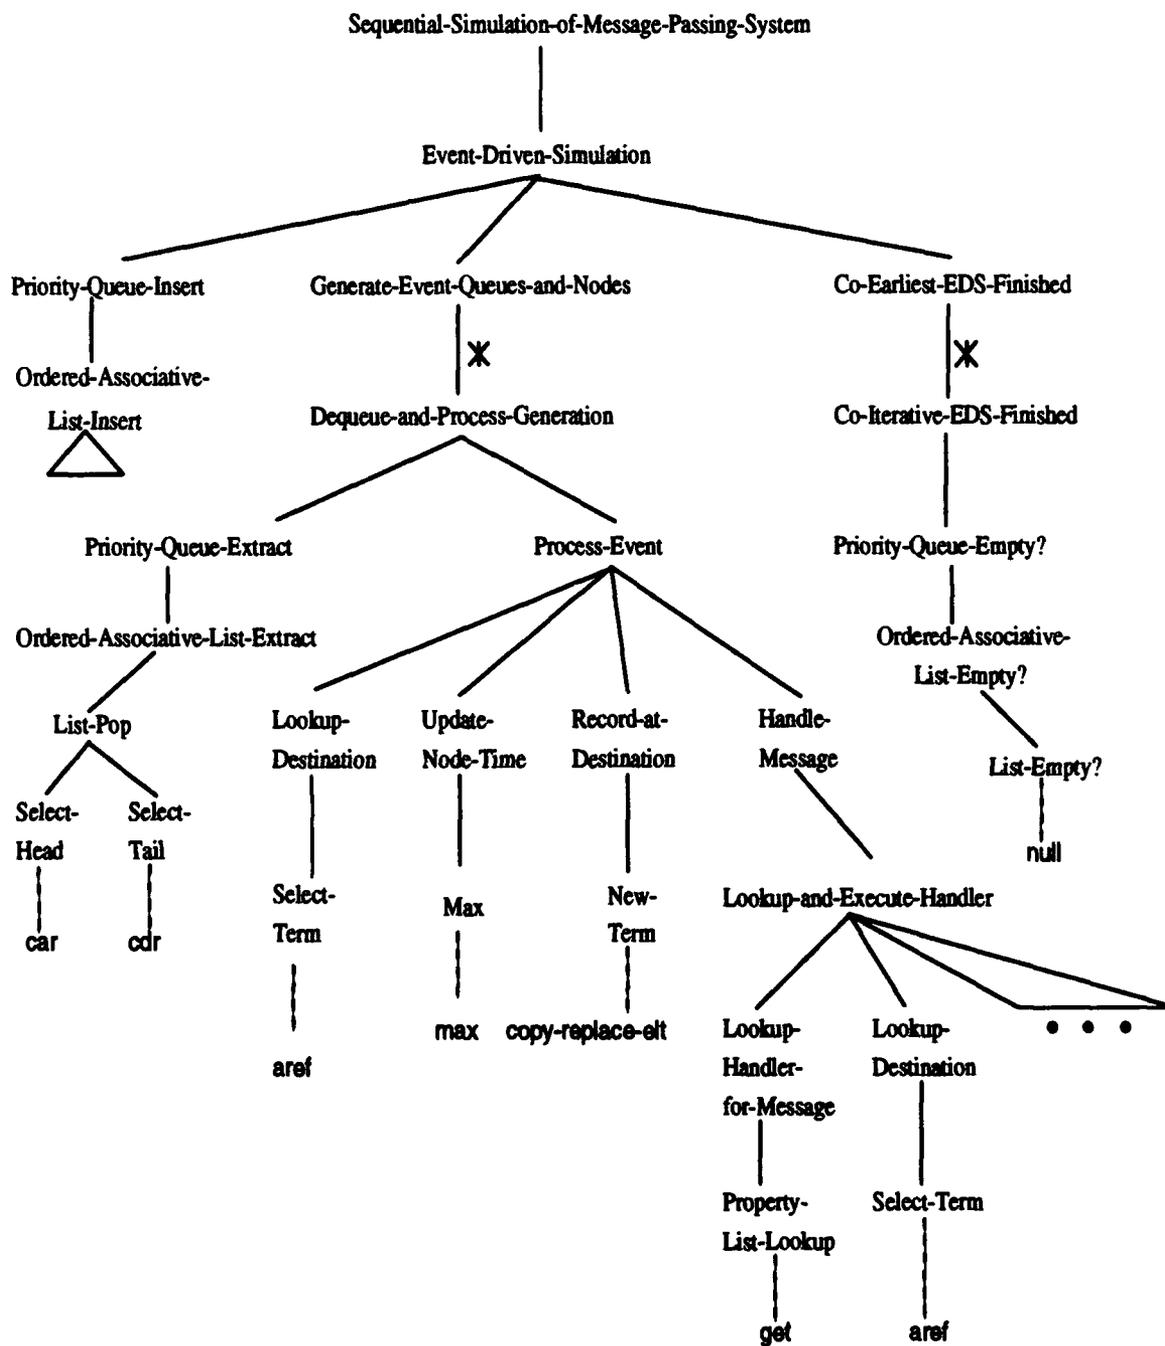 Sequential-Simulation-of-Message-Passing-System
Event-Driven-Simulation
Priority-Queue-Insert
Generate-Event-Queues-and-Nodes
Co-Earliest-EDS-Finished
Ordered-Associative-
List-Insert
Dequeue-and-Process-Generation
Co-Iterative-EDS-Finished
Priority-Queue-Extract
Process-Event
Priority-Queue-Empty?
Ordered-Associative-List-Extract
Ordered-Associative-
List-Empty?
List-Pop
Lookup-
Destination
Update-
Node-Time
Record-at-
Destination
Handle-
Message
List-Empty?
Select-
Head
Select-
Tail
null
Select-
Term
Max
New-
Term
Lookup-and-Execute-Handler
car
cdr
aref
max
copy-replace-elt
Lookup-
Handler-
for-Message
Lookup-
Destination
• • •
Property-
List-Lookup
Select-Term
get
aref